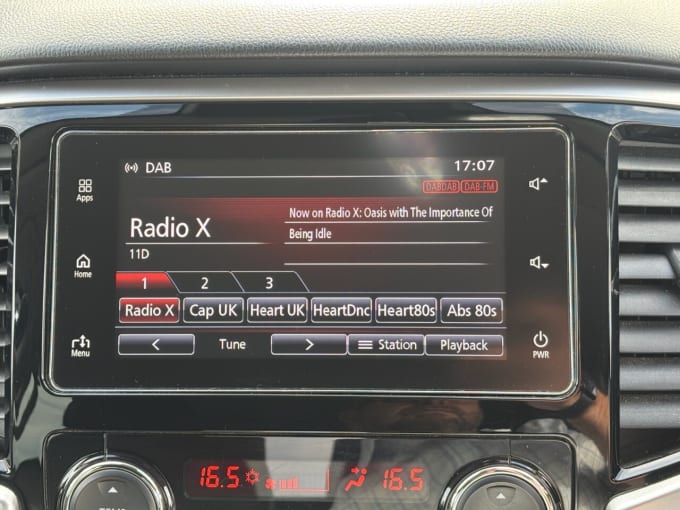 DAB 17:07
DABDAB DAB-FM
Apps
Radio X
Now on Radio X: Oasis with The Importance Of
Being Idle
11D
Home
1 2 3
Radio X Cap UK Heart UK HeartDnc Heart80s Abs 80s
Menu
< Tune > Station Playback
PWR
16.5 16.5